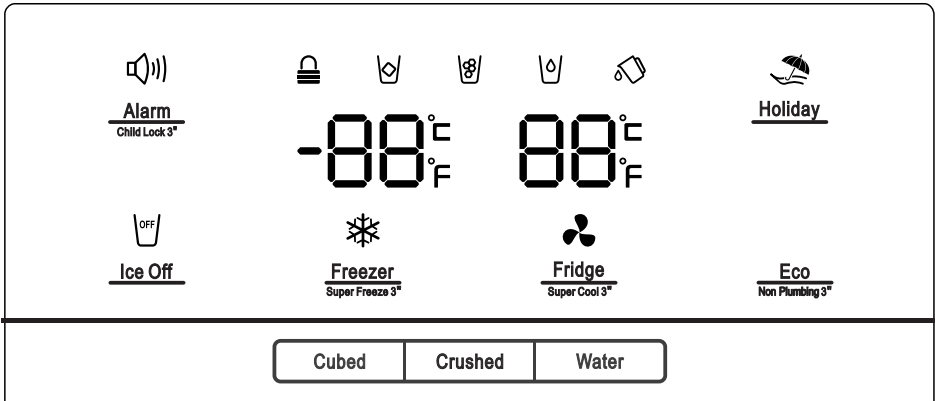 Alarm
Child Lock 3"
Holiday
-88 °C °F
88 °C °F
OFF
Ice Off
Freezer
Super Freeze 3"
Fridge
Super Cool 3"
Eco
Non Plumbing 3"
Cubed
Crushed
Water